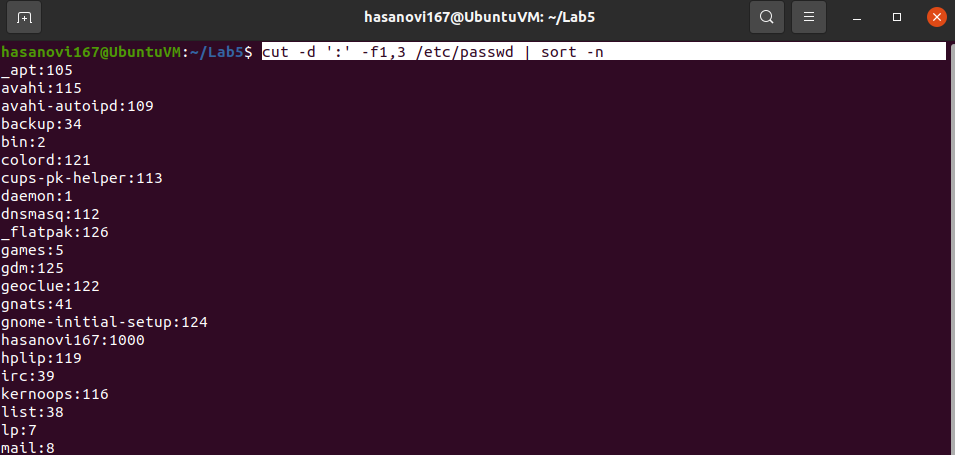 hasanovi167@UbuntuVM: ~/Lab5
hasanovi167@UbuntuVM:~/Lab5$ cut -d ':' -f1,3 /etc/passwd | sort -n
_apt:105
avahi:115
avahi-autoipd:109
backup:34
bin:2
colord:121
cups-pk-helper:113
daemon:1
dnsmasq:112
_flatpak:126
games:5
gdm:125
geoclue:122
gnats:41
gnome-initial-setup:124
hasanovi167:1000
hplip:119
irc:39
kernoops:116
list:38
lp:7
mail:8